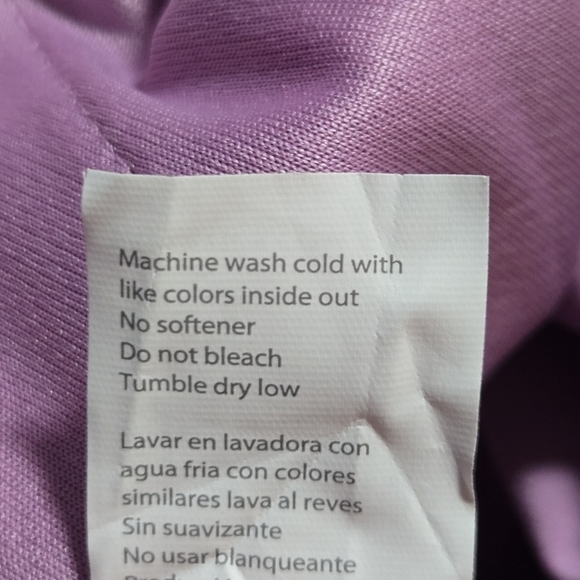 Machine wash cold with
like colors inside out
No softener
Do not bleach
Tumble dry low
Lavar en lavadora con
agua fria con colores
similares lava al reves
Sin suavizante
No usar blanqueante